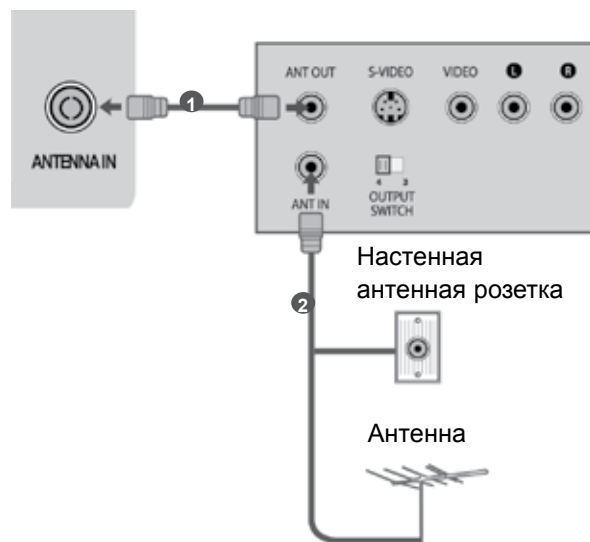 1
ANT OUT S-VIDEO VIDEO L R
ANTENNA IN
ANT IN
4 3
OUTPUT
SWITCH
2
Настенная
антенная розетка
Антенна